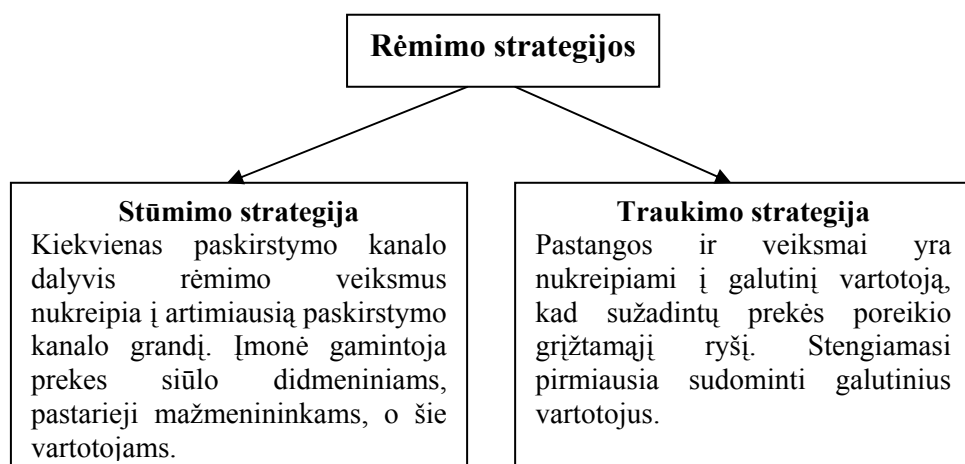 Rėmimo strategijos
Stūmimo strategija
Kiekvienas paskirstymo kanalo
dalyvis rėmimo veiksmus
nukreipia į artimiausią paskirstymo
kanalo grandį. Įmonė gamintoja
prekes siūlo didmeniniams,
pastarieji mažmenininkams, o šie
vartotojams.
Traukimo strategija
Pastangos ir veiksmai yra
nukreipiami į galutinį vartotoją,
kad sužadintų prekės poreikio
grįžtamąjį ryšį. Stengiamasi
pirmiausia sudominti galutinius
vartotojus.